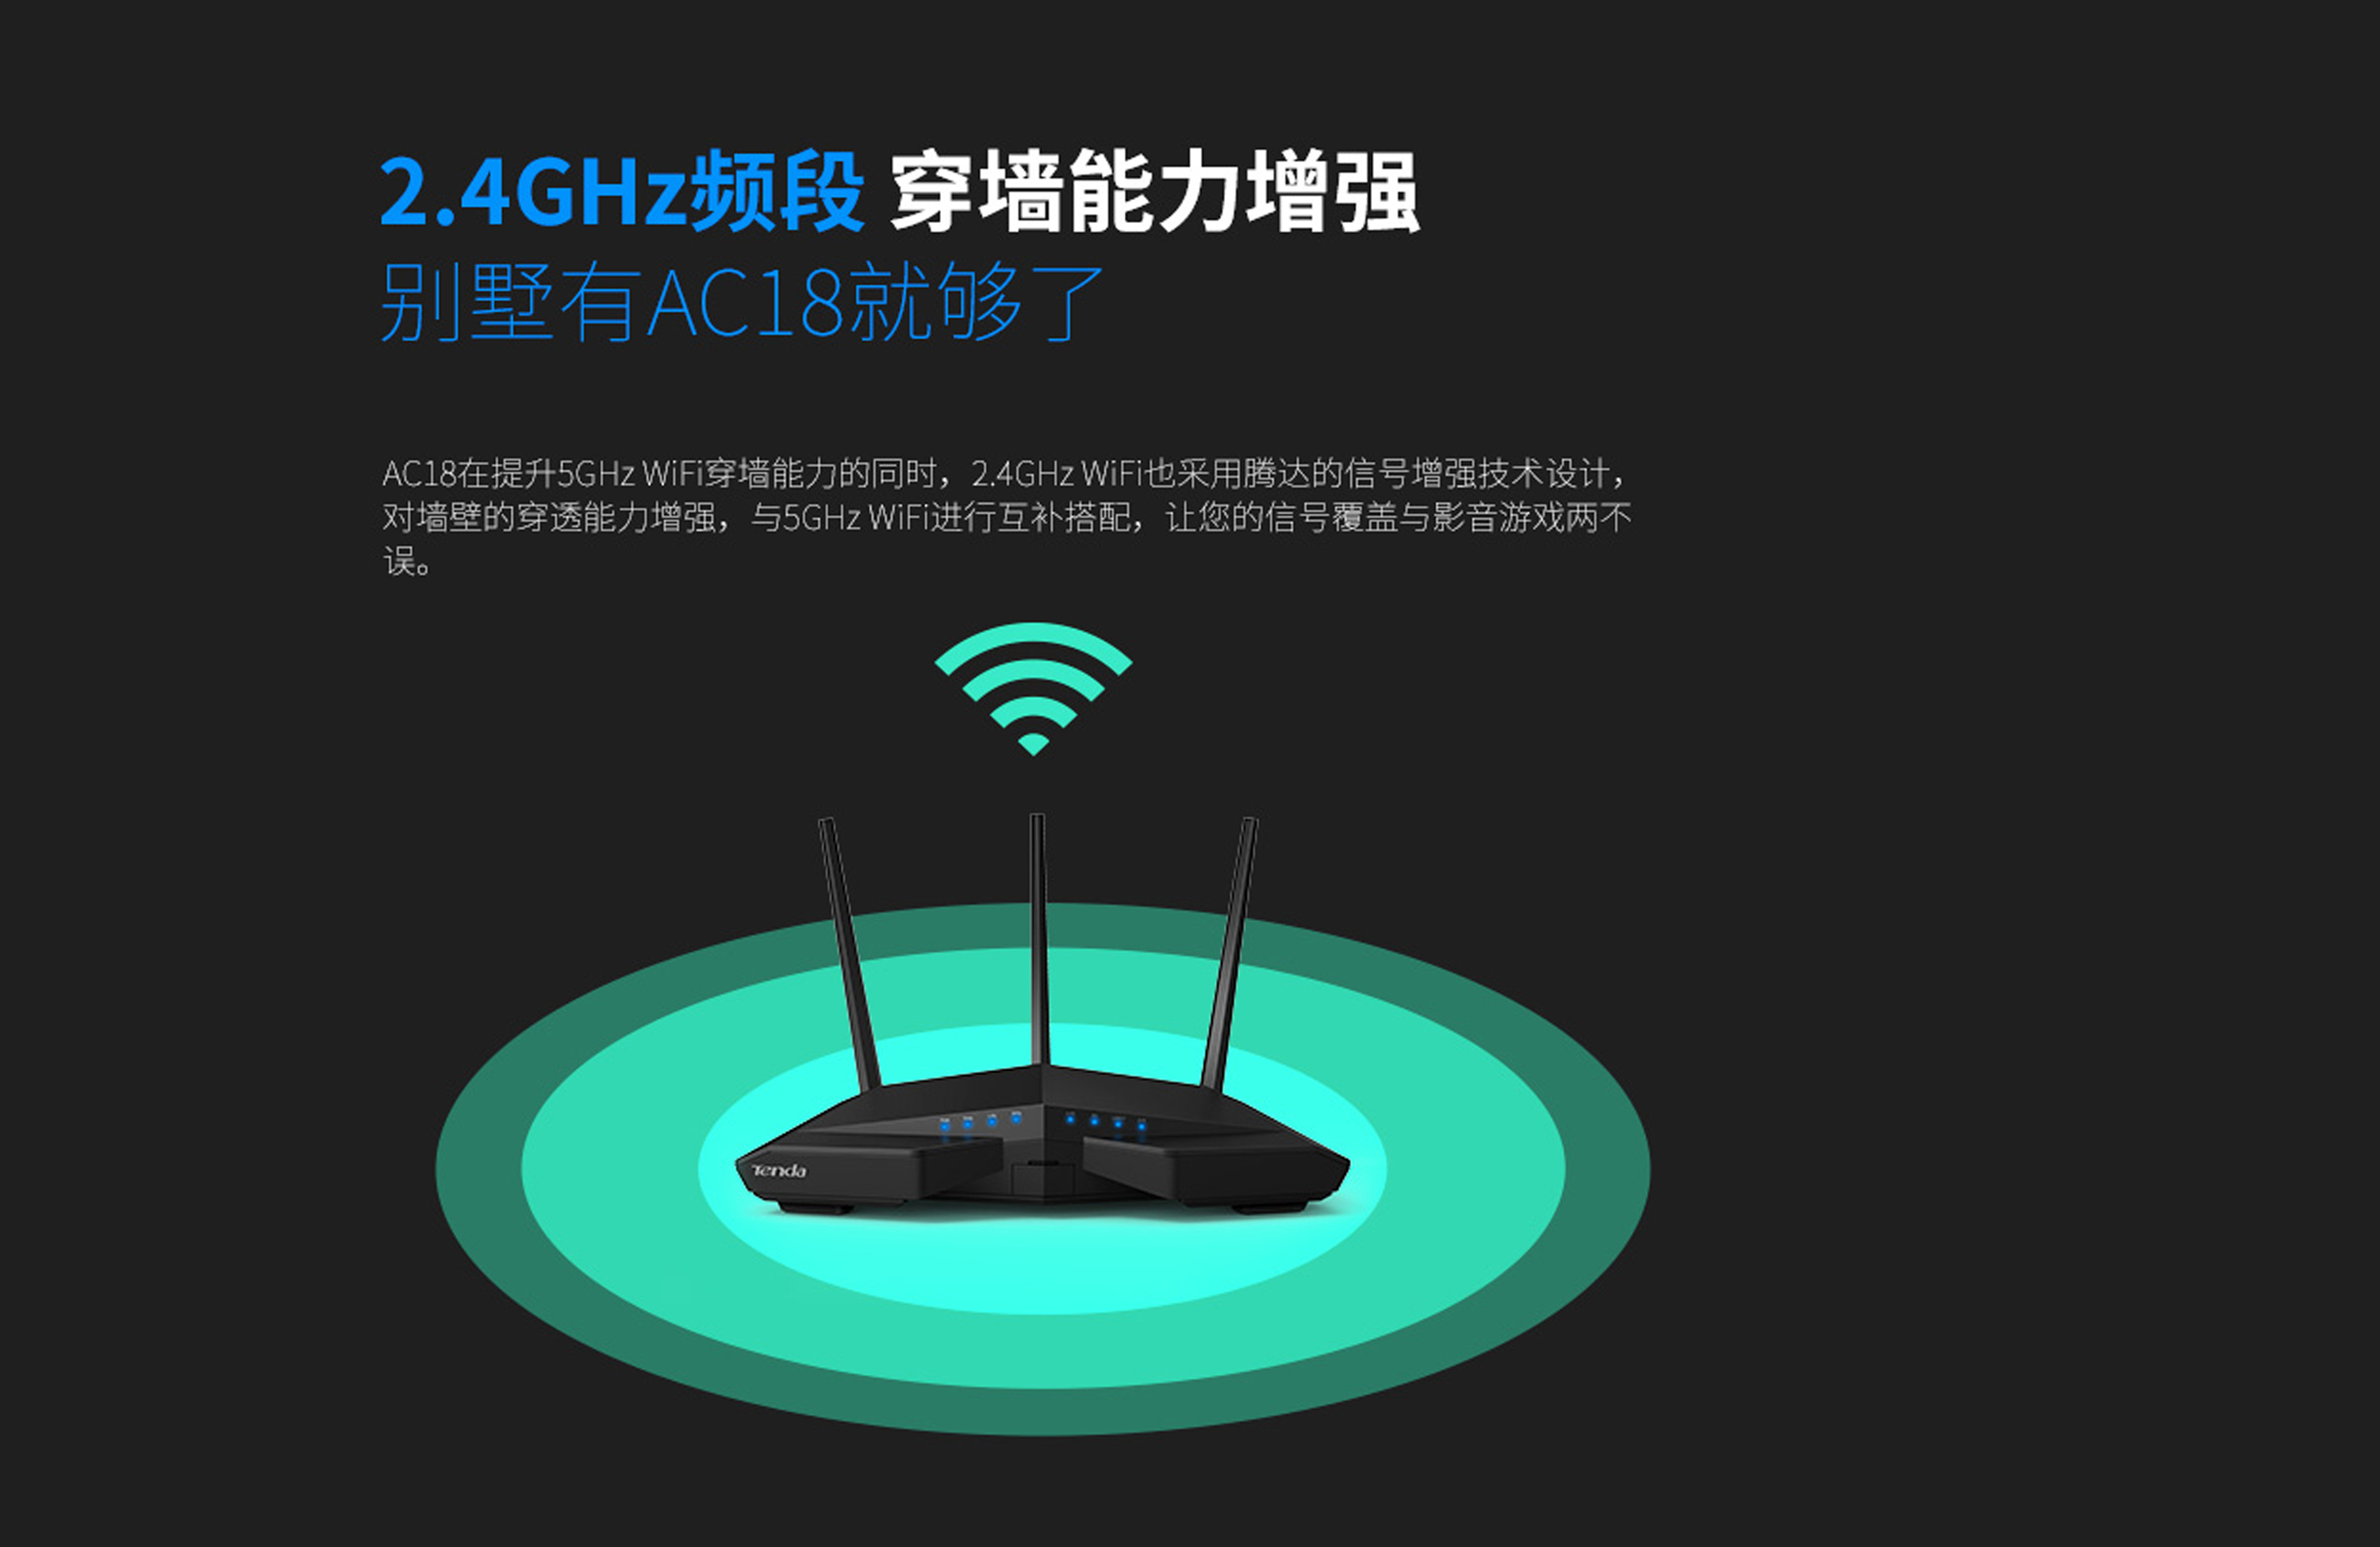 2.4GHz频段 穿墙能力增强
别墅有AC18就够了
AC18在提升5GHz WiFi穿墙能力的同时，2.4GHz WiFi也采用腾达的信号增强技术设计，
对墙壁的穿透能力增强，与5GHz WiFi进行互补搭配，让您的信号覆盖与影音游戏两不
误。
Tenda